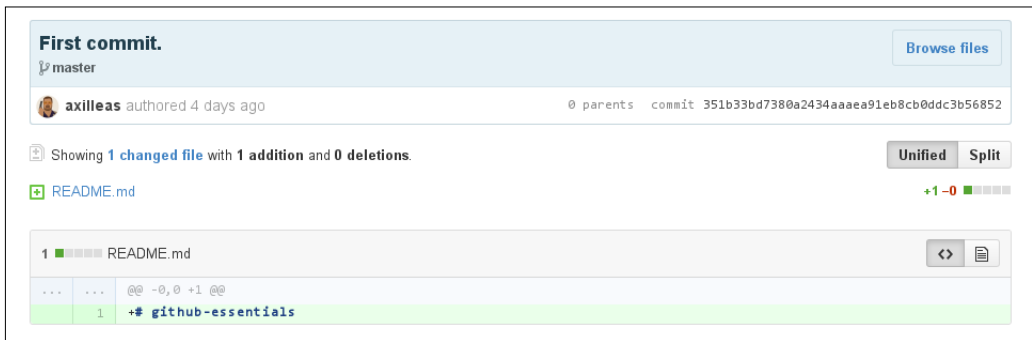 First commit.
master
Browse files
axilleas authored 4 days ago
0 parents commit 351b33bd7380a2434aaaea91eb8cb0ddc3b56852
Showing 1 changed file with 1 addition and 0 deletions.
Unified Split
README.md
+1 −0
1 README.md
... ... @@ -0,0 +1 @@
1 +# github-essentials